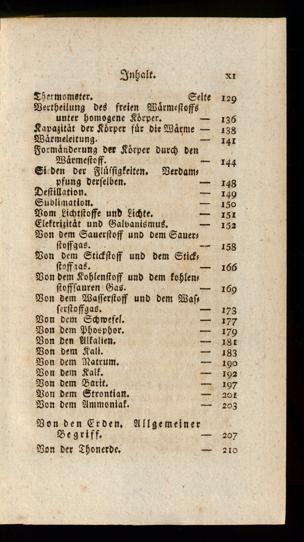 Inhalt. XI
Thermometer. Seite 129
Vertheilung des freien Wärmestoffs
unter homogene Körper. — 136
Kapazität der Körper für die Wärme — 138
Wärmeleitung. — 141
Formänderung der Körper durch den
Wärmestoff. — 144
Sieden der Flüssigkeiten. Verdam⸗
pfung derselben. — 148
Destillation. — 149
Sublimation. — 150
Vom Lichtstoffe und Lichte. — 151
Elektrizität und Galvanismus. — 152
Von dem Sauerstoff und dem Sauer⸗
stoffgas. — 158
Von dem Stickstoff und dem Stick⸗
stoffgas. — 166
Von dem Kohlenstoff und dem kohlen⸗
stoffsauren Gas. — 169
Von dem Wasserstoff und dem Was⸗
serstoffgas. — 173
Von dem Schwefel. — 177
Von dem Phosphor. — 179
Von den Alkalien. — 181
Von dem Kali. — 183
Von dem Natrum. — 190
Von dem Kalk. — 192
Von dem Barit. — 197
Von dem Strontian. — 201
Von dem Ammoniak. — 203
Von den Erden. Allgemeiner
Begriff. — 207
Von der Thonerde. — 210